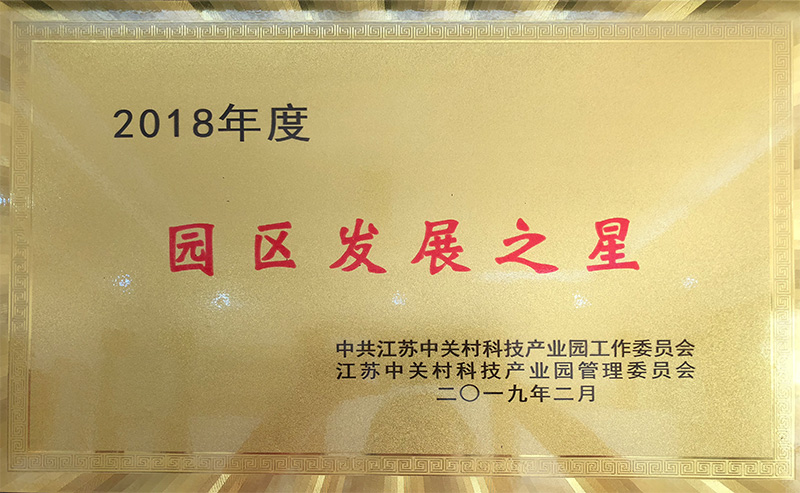 2018年度
园区发展之星
中共江苏中关村科技产业园工作委员会
江苏中关村科技产业园管理委员会
二〇一九年二月